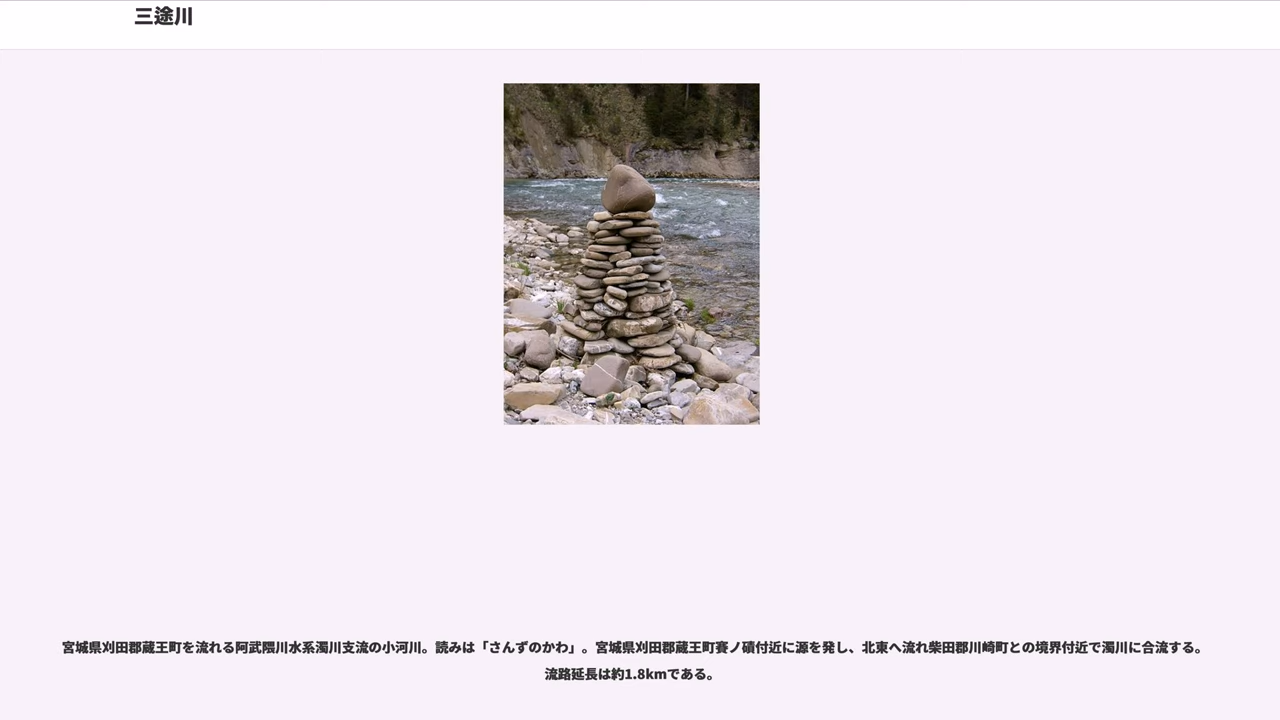 三途川
宮城県刈田郡蔵王町を流れる阿武隈川水系濁川支流の小河川。読みは「さんずのかわ」。宮城県刈田郡蔵王町賽ノ磧付近に源を発し、北東へ流れ柴田郡川崎町との境界付近で濁川に合流する。
流路延長は約1.8kmである。